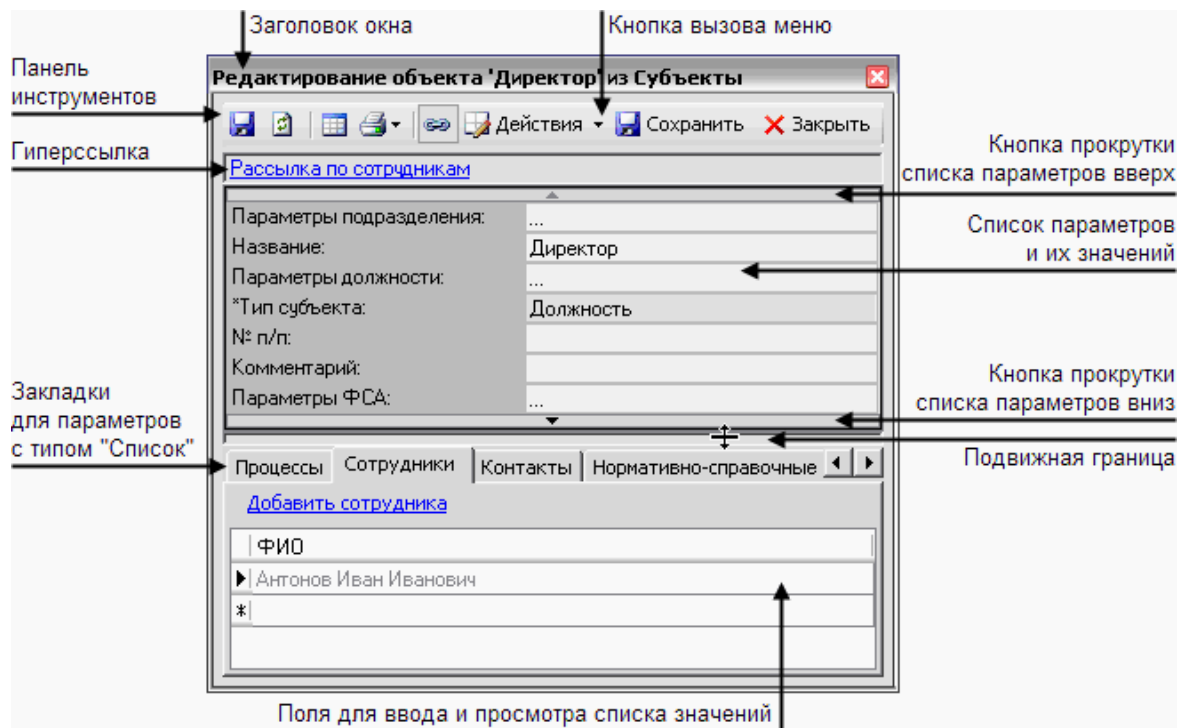 Заголовок окна
Кнопка вызова меню
Панель
инструментов
Редактирование объекта 'Директор' из Субъекты
Действия
Сохранить
Закрыть
Гиперссылка
Рассылка по сотрудникам
Кнопка прокрутки
списка параметров вверх
Параметры подразделения:
...
Список параметров
и их значений
Название:
Директор
Параметры должности:
...
*Тип субъекта:
Должность
№ п/п:
Комментарий:
Параметры ФСА:
...
Кнопка прокрутки
списка параметров вниз
Закладки
для параметров
с типом "Список"
Подвижная граница
Процессы
Сотрудники
Контакты
Нормативно-справочные
Добавить сотрудника
ФИО
Антонов Иван Иванович
*
Поля для ввода и просмотра списка значений